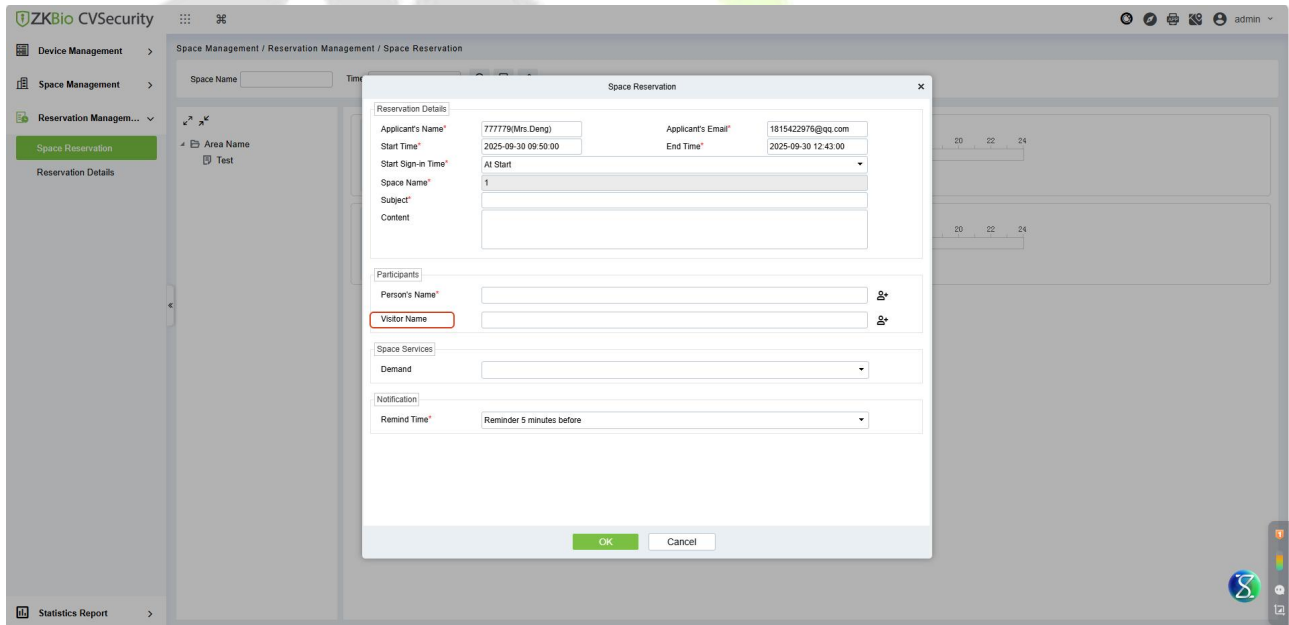 ZKBio CVSecurity
admin
Device Management
Space Management
Reservation Managem...
Space Reservation
Reservation Details
Statistics Report
Space Management / Reservation Management / Space Reservation
Space Name
Time
Area Name
Test
20 22 24
20 22 24
Space Reservation
Reservation Details
Applicant's Name* 777779(Mrs.Deng) Applicant's Email* 1815422976@qq.com
Start Time* 2025-09-30 09:50:00 End Time* 2025-09-30 12:43:00
Start Sign-in Time* At Start
Space Name* 1
Subject*
Content
Participants
Person's Name*
Visitor Name
Space Services
Demand
Notification
Remind Time* Reminder 5 minutes before
OK Cancel